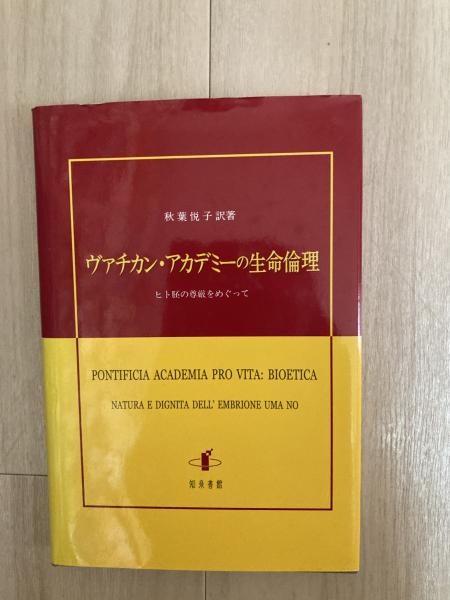 秋葉悦子訳著
ヴァチカン・アカデミーの生命倫理
ヒト胚の尊厳をめぐって
PONTIFICIA ACADEMIA PRO VITA: BIOETICA
NATURA E DIGNITA DELL' EMBRIONE UMA NO
知泉書館